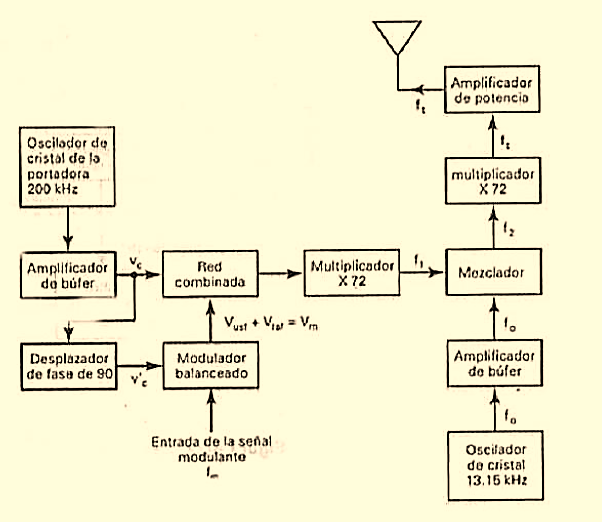 Amplificador
de potencia
f_t
f_t
Oscilador de
cristal de la
portadora
200 kHz
multiplicador
X 72
f_2
Amplificador
de búfer
v_c
Red
combinada
Multiplicador
X 72
f_1
Mezclador
V_usf + V_lsf = V_m
f_o
Desplazador
de fase de 90
v'_c
Modulador
balanceado
Amplificador
de búfer
f_o
Entrada de la señal
modulante
f_m
Oscilador
de cristal
13.15 kHz